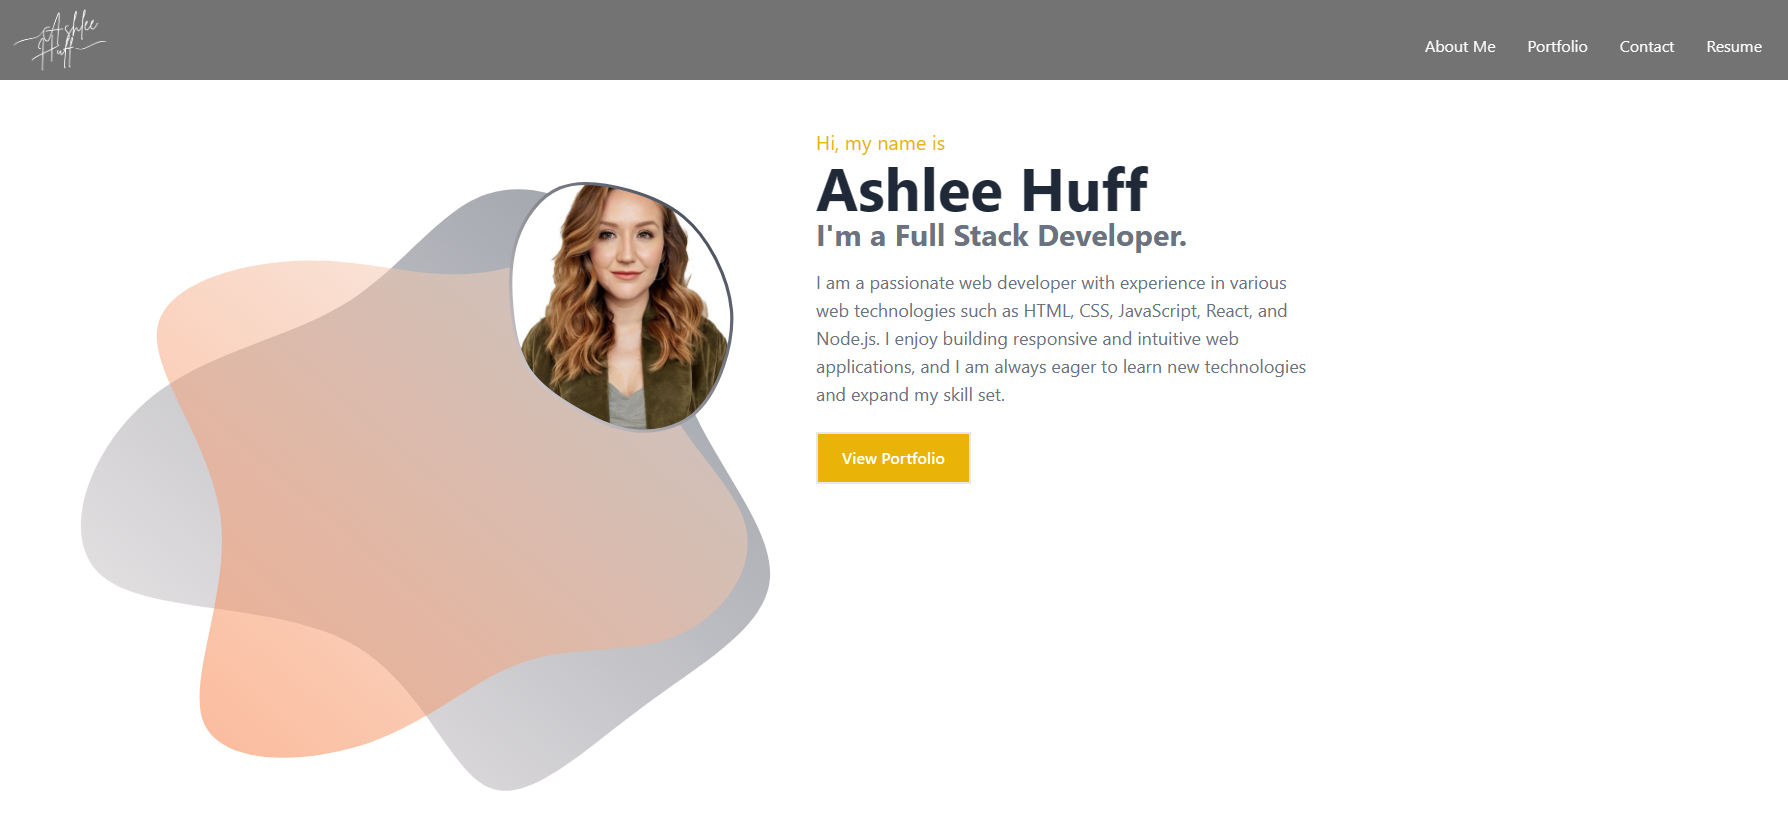 Ashlee
Huff
About Me Portfolio Contact Resume
Hi, my name is
Ashlee Huff
I'm a Full Stack Developer.
I am a passionate web developer with experience in various
web technologies such as HTML, CSS, JavaScript, React, and
Node.js. I enjoy building responsive and intuitive web
applications, and I am always eager to learn new technologies
and expand my skill set.
View Portfolio